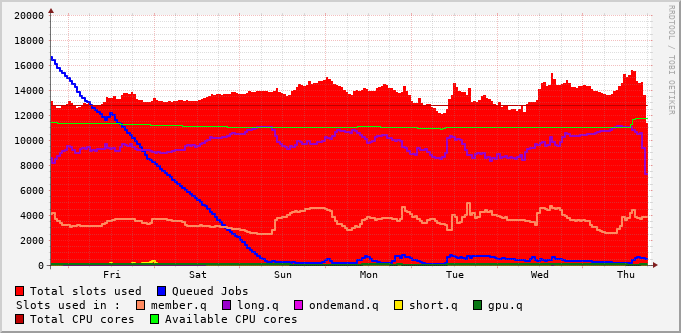 20000
18000
16000
14000
12000
10000
8000
6000
4000
2000
0
Fri Sat Sun Mon Tue Wed Thu
Total slots used Queued Jobs
Slots used in : member.q long.q ondemand.q short.q gpu.q
Total CPU cores Available CPU cores
RRDTOOL / TOBI OETIKER